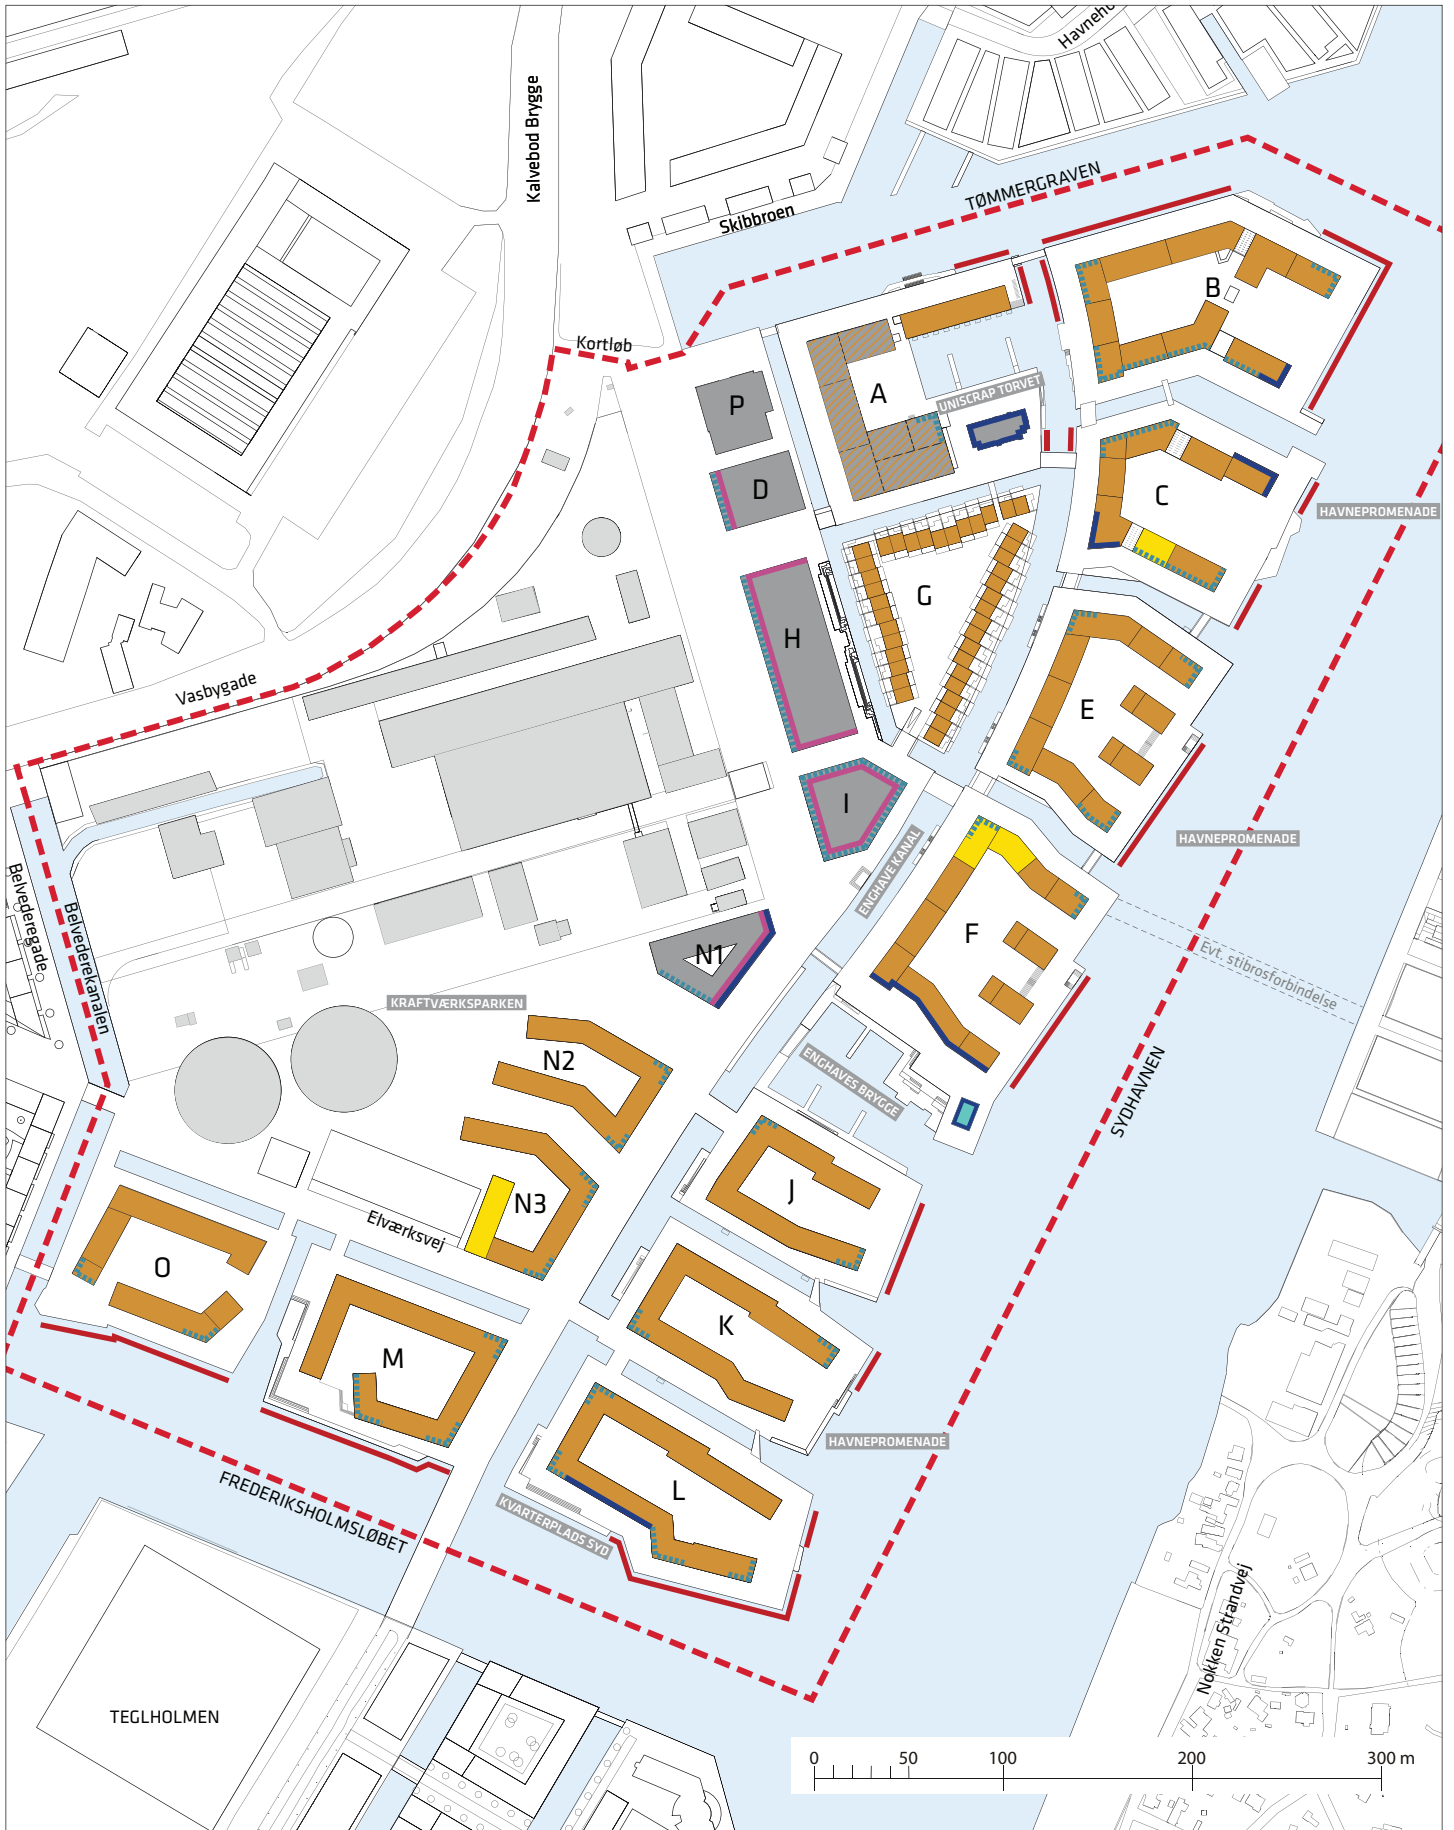 Havneho
Kalvebod Brygge
TØMMERGRAVEN
Skibbroen
B
Kortløb
UNISCRAP TORVET
A
P
D
C
HAVNEPROMENADE
G
H
Vasbygade
E
I
HAVNEPROMENADE
ENGHAVE KANAL
Belvederegade
Belvederekanalen
F
N1
Evt. stibrosforbindelse
KRAFTVÆRKSPARKEN
N2
ENGHAVES BRYGGE
SYDHAVNEN
J
N3
Elværksvej
O
K
M
HAVNEPROMENADE
L
KVARTERPLADS SYD
FREDERIKSHOLMSLØBET
Nokken Strandvej
TEGLHOLMEN
0 50 100 200 300 m